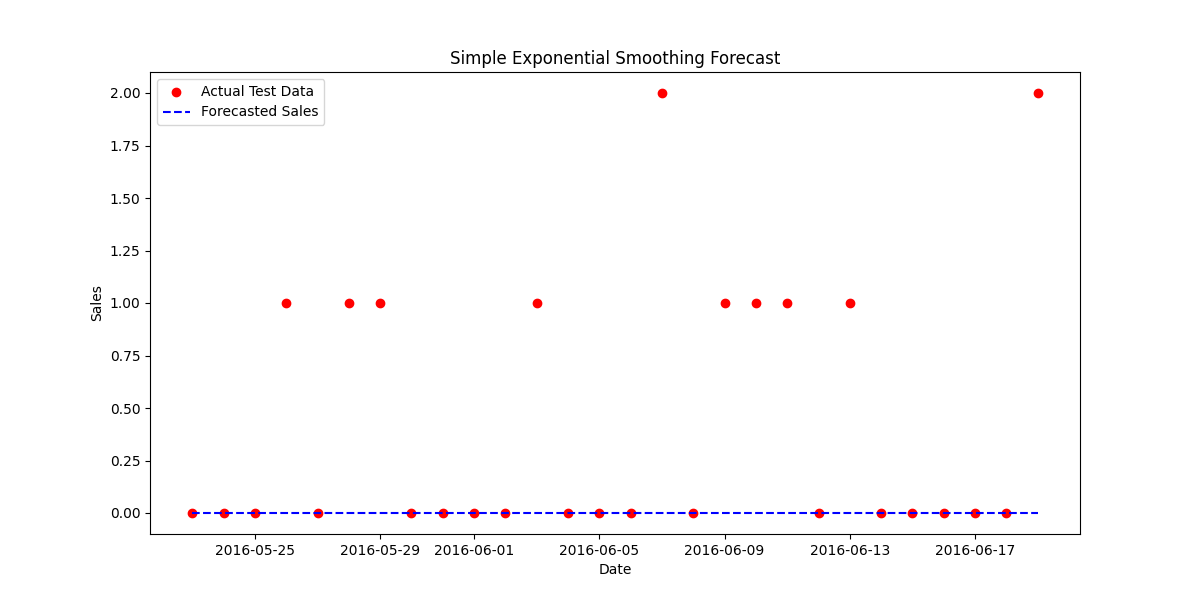 Simple Exponential Smoothing Forecast
Actual Test Data
Forecasted Sales
2.00
1.75
1.50
1.25
1.00
0.75
0.50
0.25
0.00
Sales
2016-05-25 2016-05-29 2016-06-01 2016-06-05 2016-06-09 2016-06-13 2016-06-17
Date